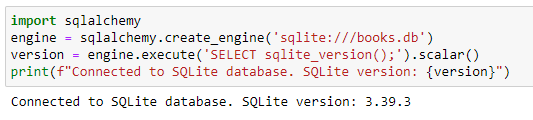 import sqlalchemy
engine = sqlalchemy.create_engine('sqlite:///books.db')
version = engine.execute('SELECT sqlite_version();').scalar()
print(f"Connected to SQLite database. SQLite version: {version}")
Connected to SQLite database. SQLite version: 3.39.3